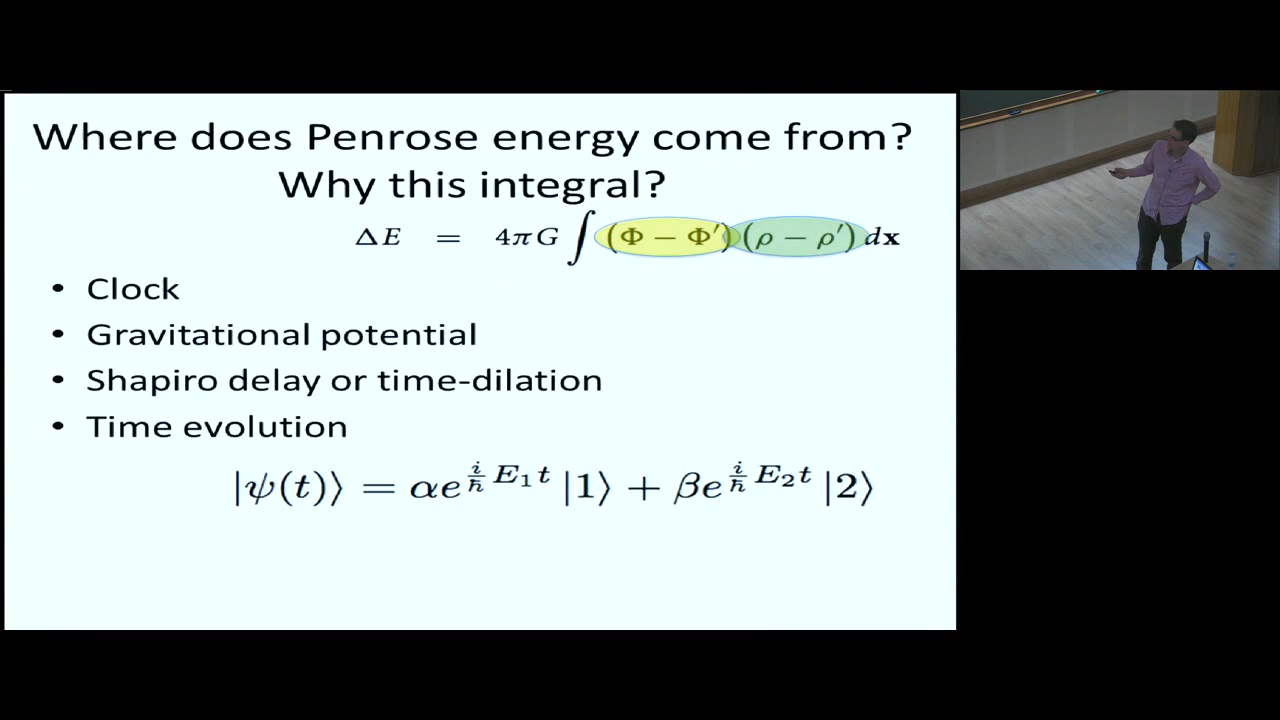 Where does Penrose energy come from?
Why this integral?
ΔE = 4πG ∫ (Φ − Φ′)(ρ − ρ′) dx
• Clock
• Gravitational potential
• Shapiro delay or time-dilation
• Time evolution
|ψ(t)⟩ = αe^{i/ħ E₁t} |1⟩ + βe^{i/ħ E₂t} |2⟩